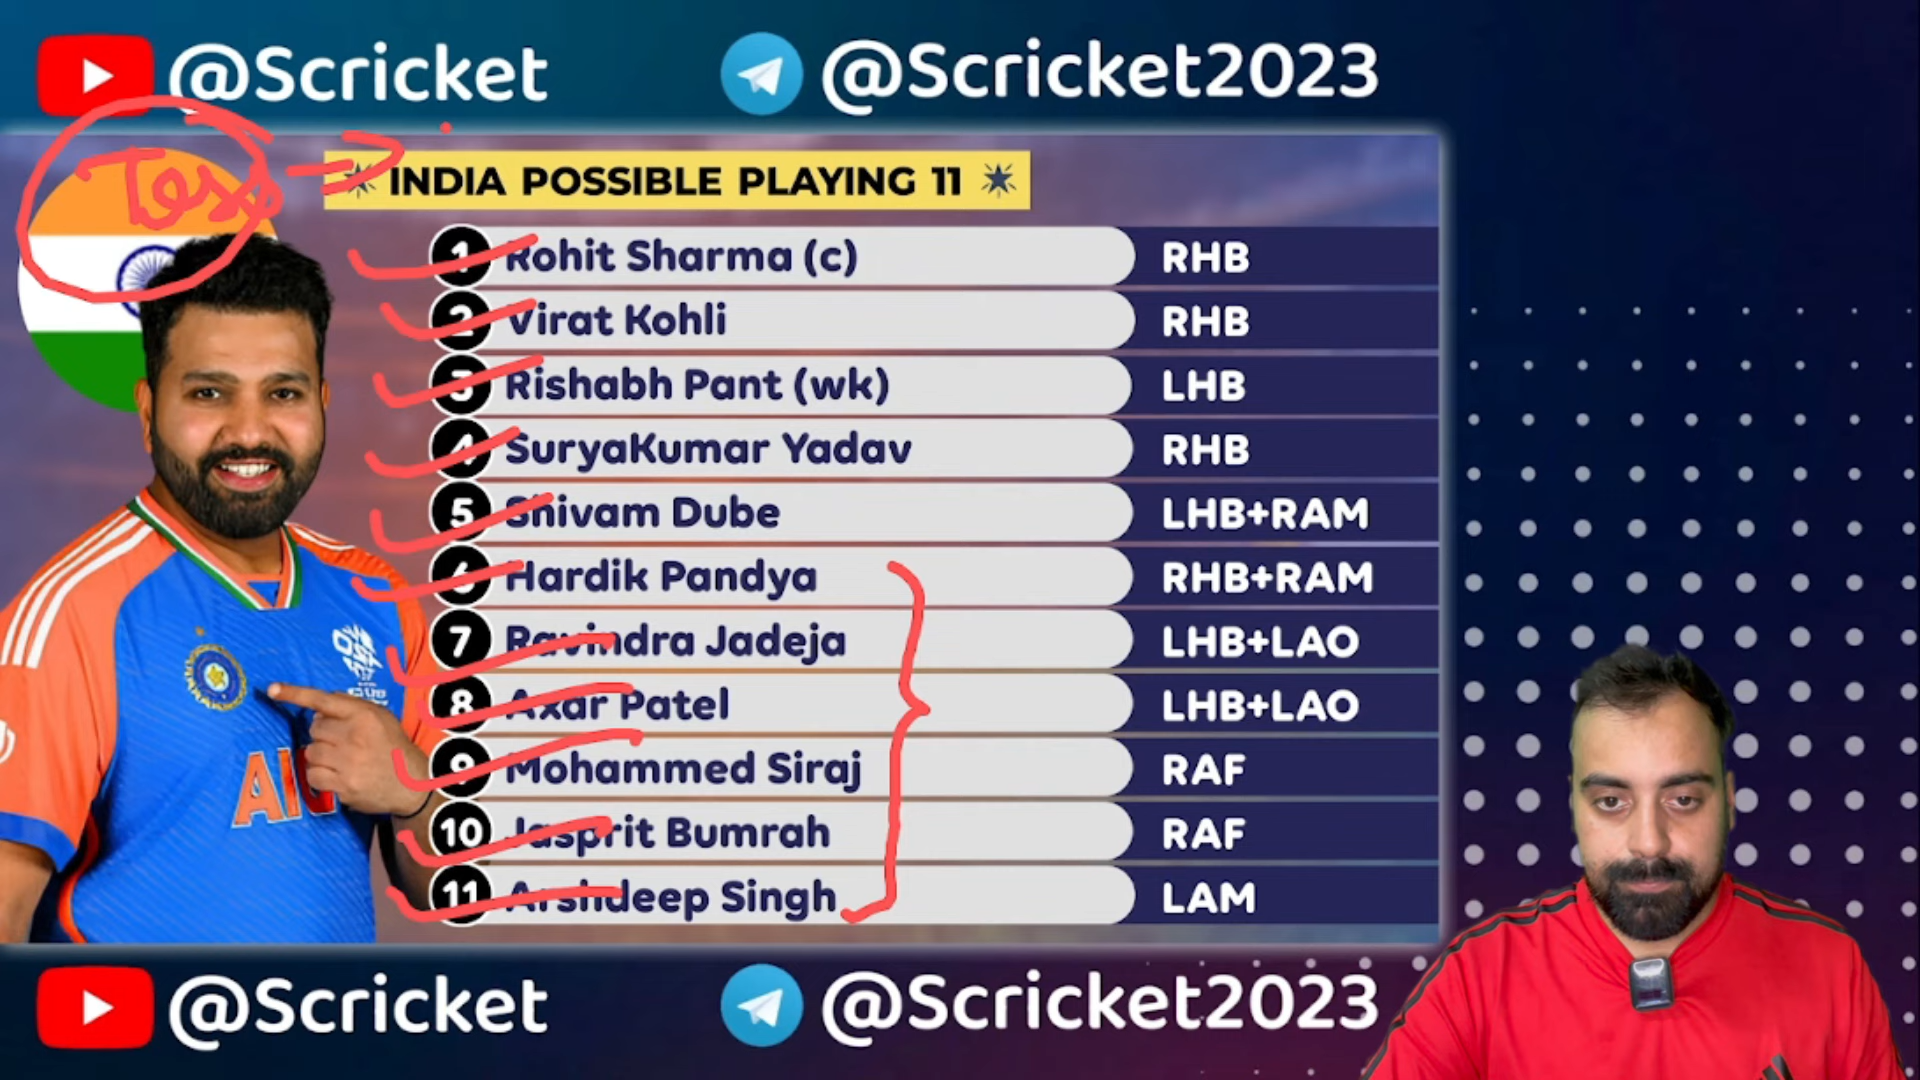 @Scricket @Scricket2023
Toss
INDIA POSSIBLE PLAYING 11
1 Rohit Sharma (c) RHB
2 Virat Kohli RHB
3 Rishabh Pant (wk) LHB
4 SuryaKumar Yadav RHB
5 Shivam Dube LHB+RAM
6 Hardik Pandya RHB+RAM
7 Ravindra Jadeja LHB+LAO
8 Axar Patel LHB+LAO
9 Mohammed Siraj RAF
10 Jasprit Bumrah RAF
11 Arshdeep Singh LAM
@Scricket @Scricket2023